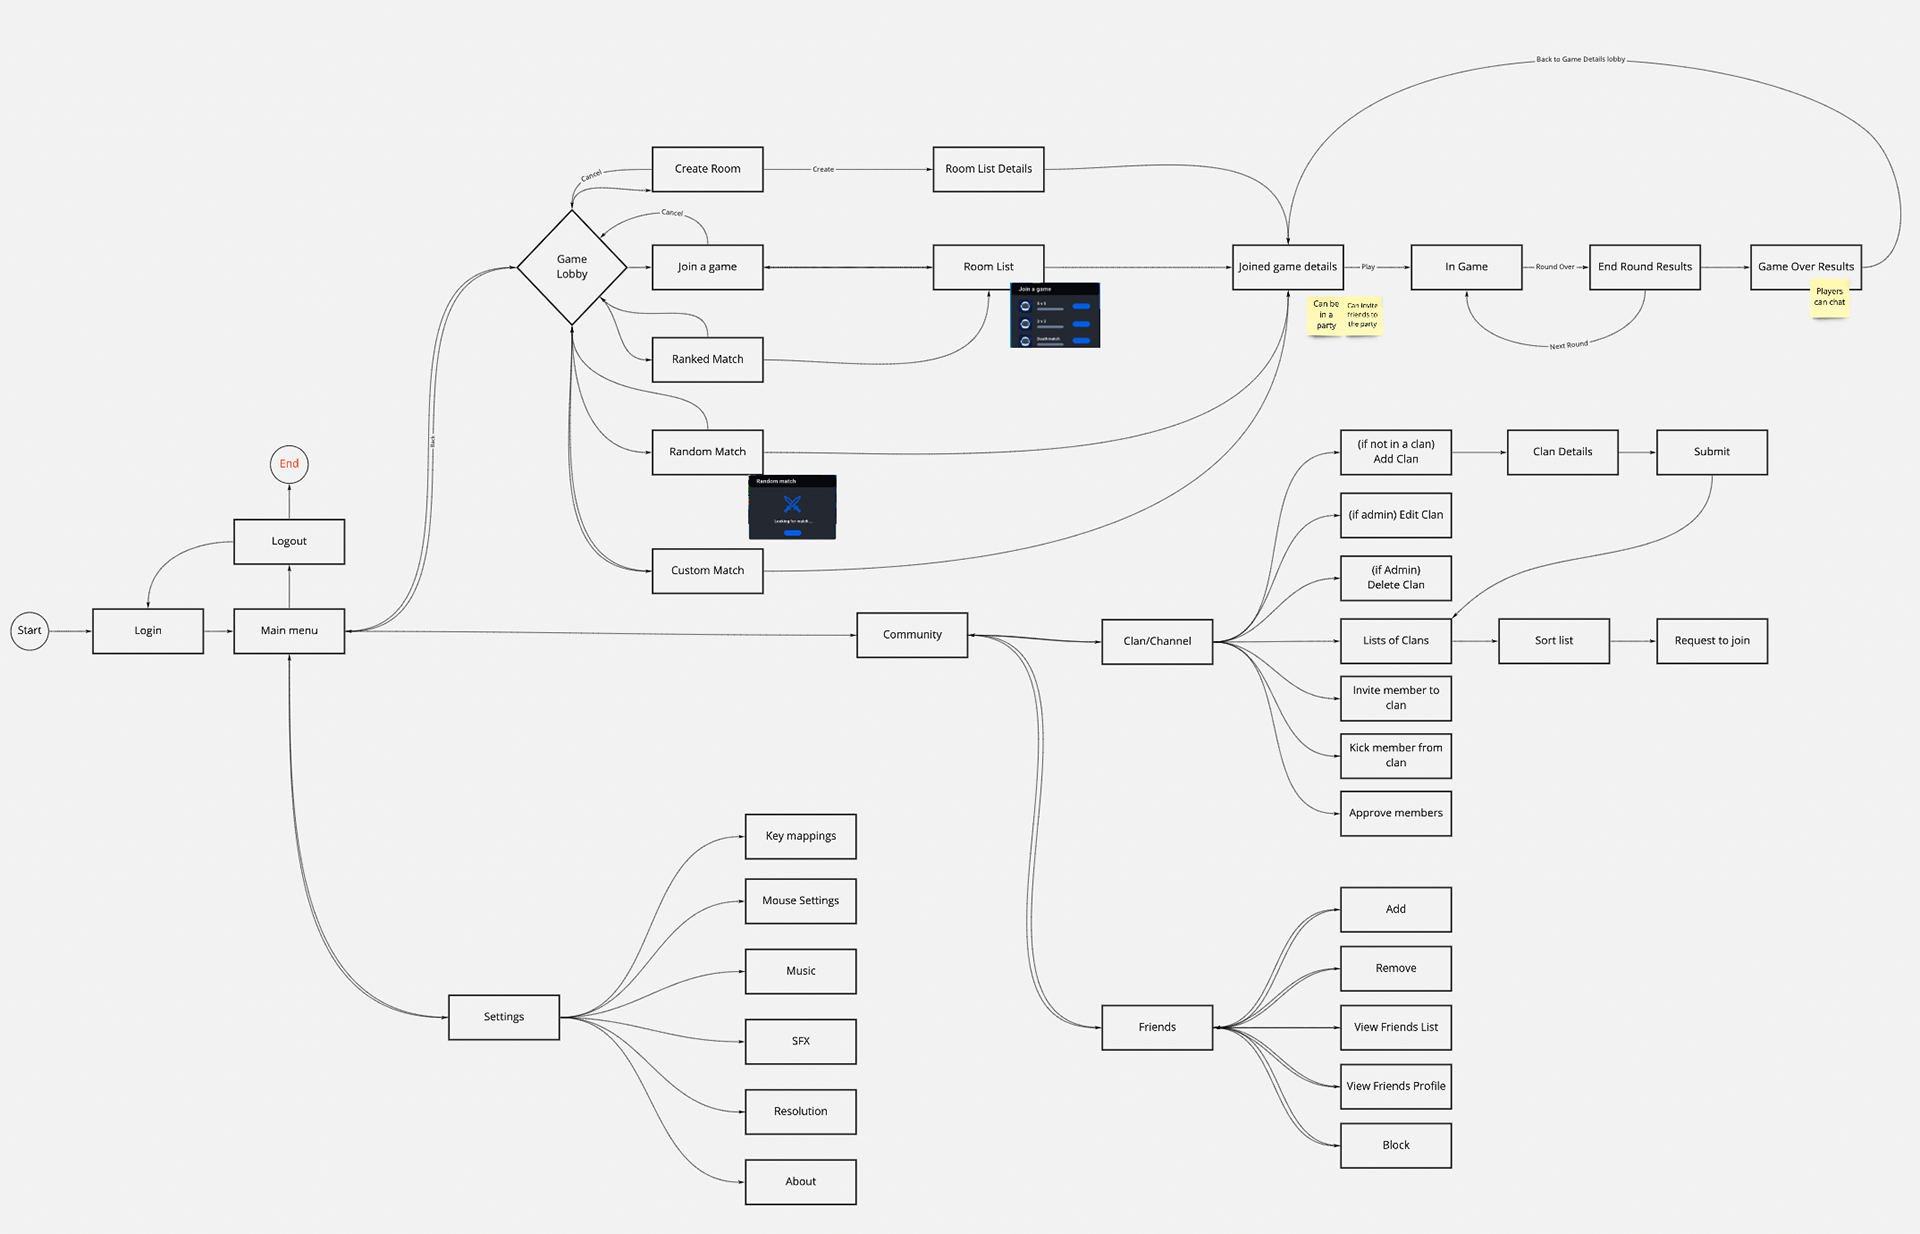 Back to Game Details lobby
Create Room
Cancel
Create
Room List Details
Cancel
Game
Lobby
Join a game
Room List
Joined game details
Play
In Game
Round Over
End Round Results
Game Over Results
Players
can chat
Join a game
3 v 3
2 v 2
Death match
Can be
in a
party
Can invite
friends to
the party
Next Round
Ranked Match
Back
Random Match
Random match
Looking for match ...
Custom Match
End
Logout
Start
Login
Main menu
Community
Clan/Channel
(if not in a clan)
Add Clan
Clan Details
Submit
(if admin) Edit Clan
(if Admin)
Delete Clan
Lists of Clans
Sort list
Request to join
Invite member to
clan
Kick member from
clan
Approve members
Key mappings
Mouse Settings
Music
Settings
SFX
Resolution
About
Add
Remove
Friends
View Friends List
View Friends Profile
Block